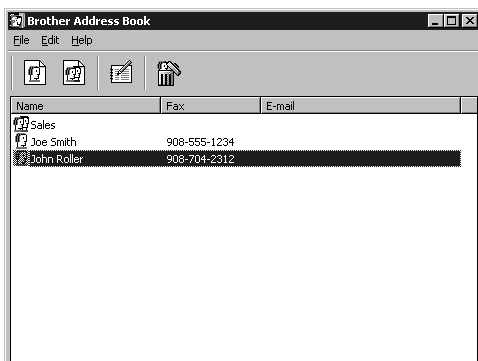 Brother Address Book
File Edit Help
Name Fax E-mail
Sales
Joe Smith 908-555-1234
John Roller 908-704-2312